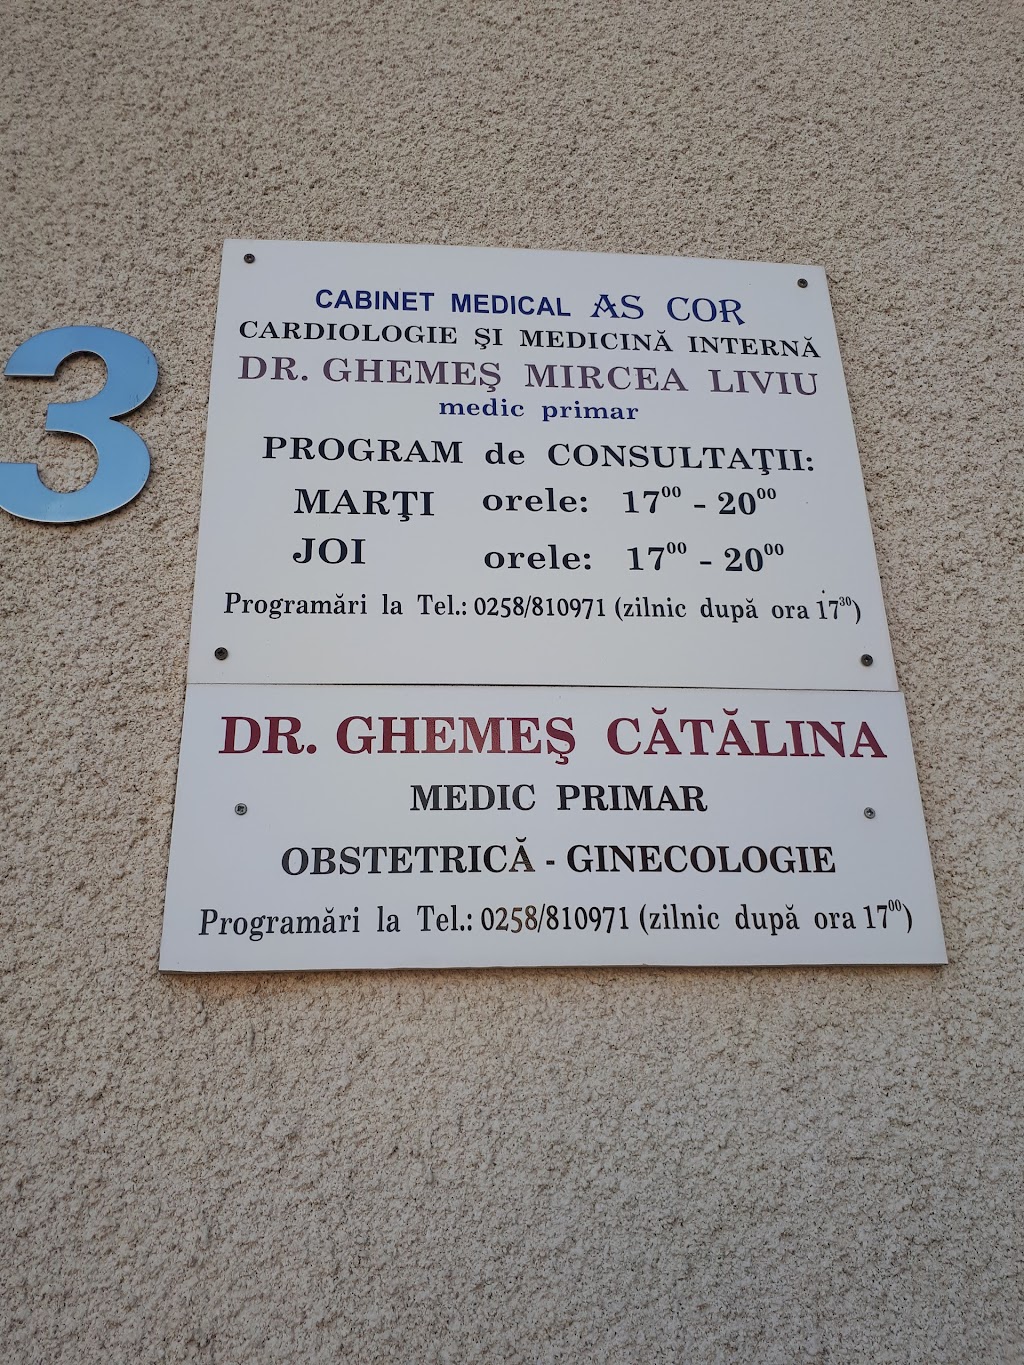 3
CABINET MEDICAL AS COR
CARDIOLOGIE ŞI MEDICINĂ INTERNĂ
DR. GHEMEŞ MIRCEA LIVIU
medic primar
PROGRAM de CONSULTAŢII:
MARŢI orele: 17⁰⁰ - 20⁰⁰
JOI orele: 17⁰⁰ - 20⁰⁰
Programări la Tel.: 0258/810971 (zilnic după ora 17³⁰)
DR. GHEMEŞ CĂTĂLINA
MEDIC PRIMAR
OBSTETRICĂ - GINECOLOGIE
Programări la Tel.: 0258/810971 (zilnic după ora 17⁰⁰)